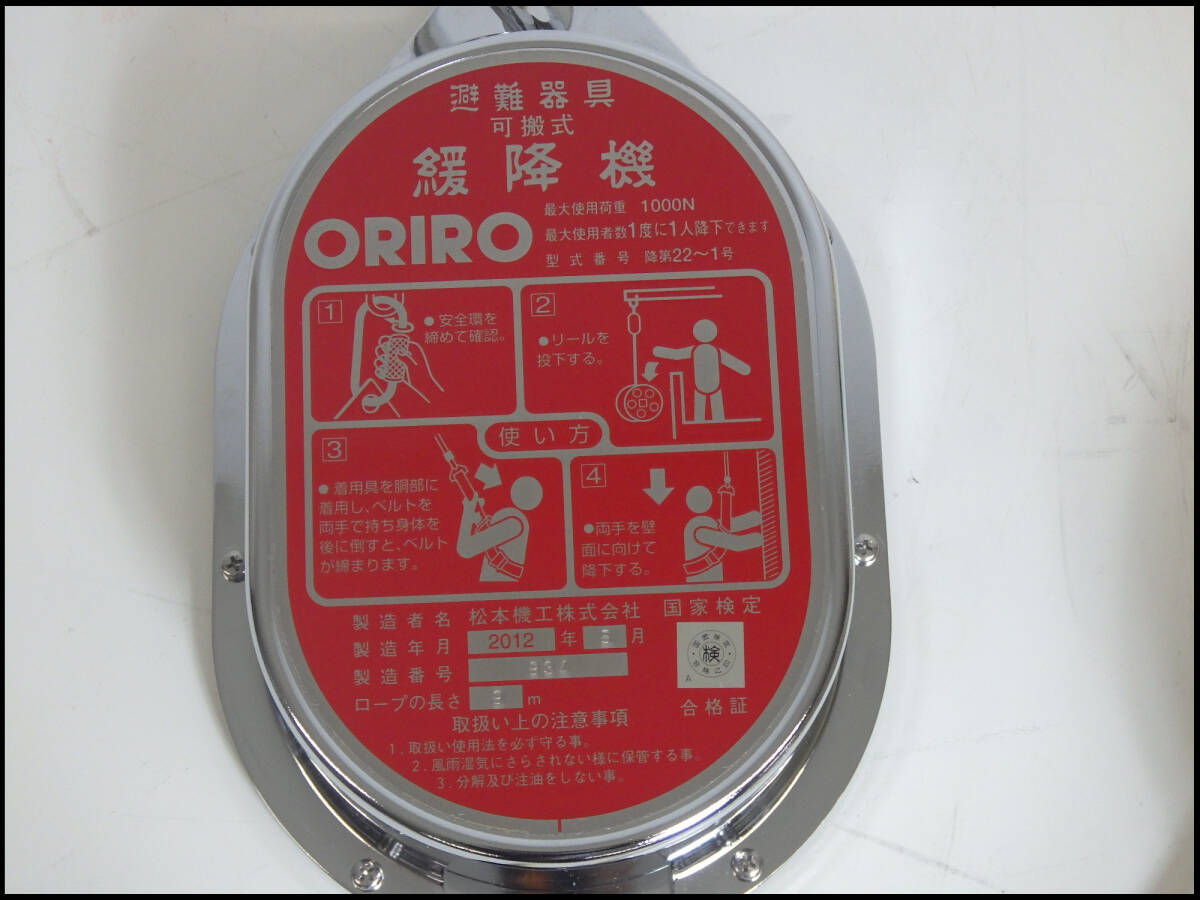 避難器具
可搬式
緩降機
ORIRO
最大使用荷重 1000N
最大使用者数1度に1人降下できます
型式番号 降第22～1号
1
●安全環を
締めて確認。
2
●リールを
投下する。
使い方
3
●着用具を胴部に
着用し、ベルトを
両手で持ち身体を
後に倒すと、ベルト
が締まります。
4
●両手を壁
面に向けて
降下する。
製造者名 松本機工株式会社
製造年月 2012 年 月
製造番号 934
ロープの長さ m
国家検定
検
A
合格証
取扱い上の注意事項
1.取扱い使用法を必ず守る事。
2.風雨湿気にさらされない様に保管する事。
3.分解及び注油をしない事。